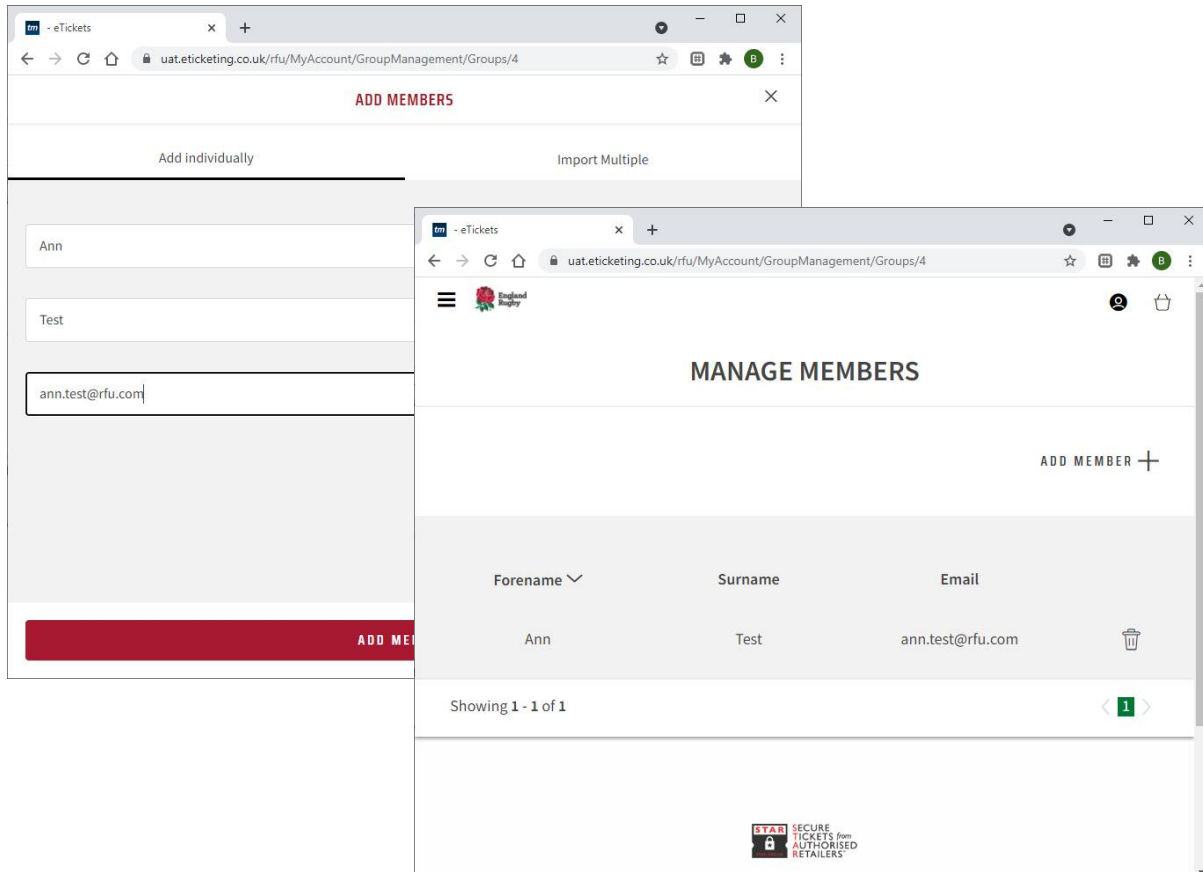 tm - eTickets
uat.eticketing.co.uk/rfu/MyAccount/GroupManagement/Groups/4
B
ADD MEMBERS
Add individually
Import Multiple
Ann
Test
ann.test@rfu.com
ADD MEM
tm - eTickets
uat.eticketing.co.uk/rfu/MyAccount/GroupManagement/Groups/4
B
England
Rugby
MANAGE MEMBERS
ADD MEMBER
Forename Surname Email
Ann Test ann.test@rfu.com
Showing 1 - 1 of 1
1
STAR
SECURE
TICKETS from
AUTHORISED
RETAILERS